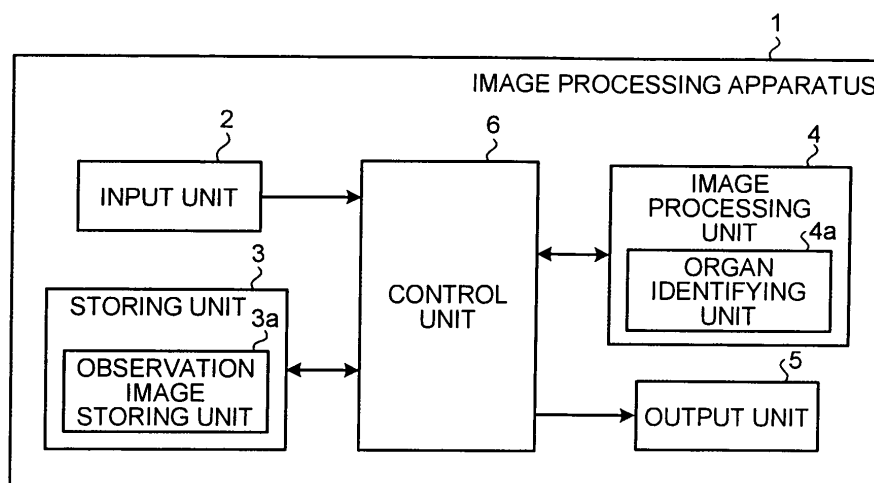 1
IMAGE PROCESSING APPARATUS
2
INPUT UNIT
6
CONTROL
UNIT
4
IMAGE
PROCESSING
UNIT
4a
ORGAN
IDENTIFYING
UNIT
3
STORING UNIT
3a
OBSERVATION
IMAGE
STORING UNIT
5
OUTPUT UNIT